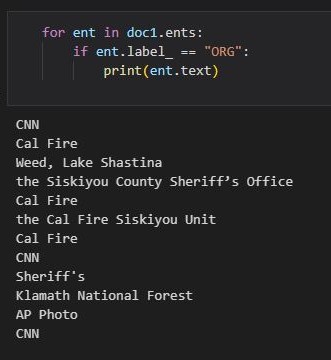 for ent in doc1.ents:
if ent.label_ == "ORG":
print(ent.text)
CNN
Cal Fire
Weed, Lake Shastina
the Siskiyou County Sheriff’s Office
Cal Fire
the Cal Fire Siskiyou Unit
Cal Fire
CNN
Sheriff's
Klamath National Forest
AP Photo
CNN